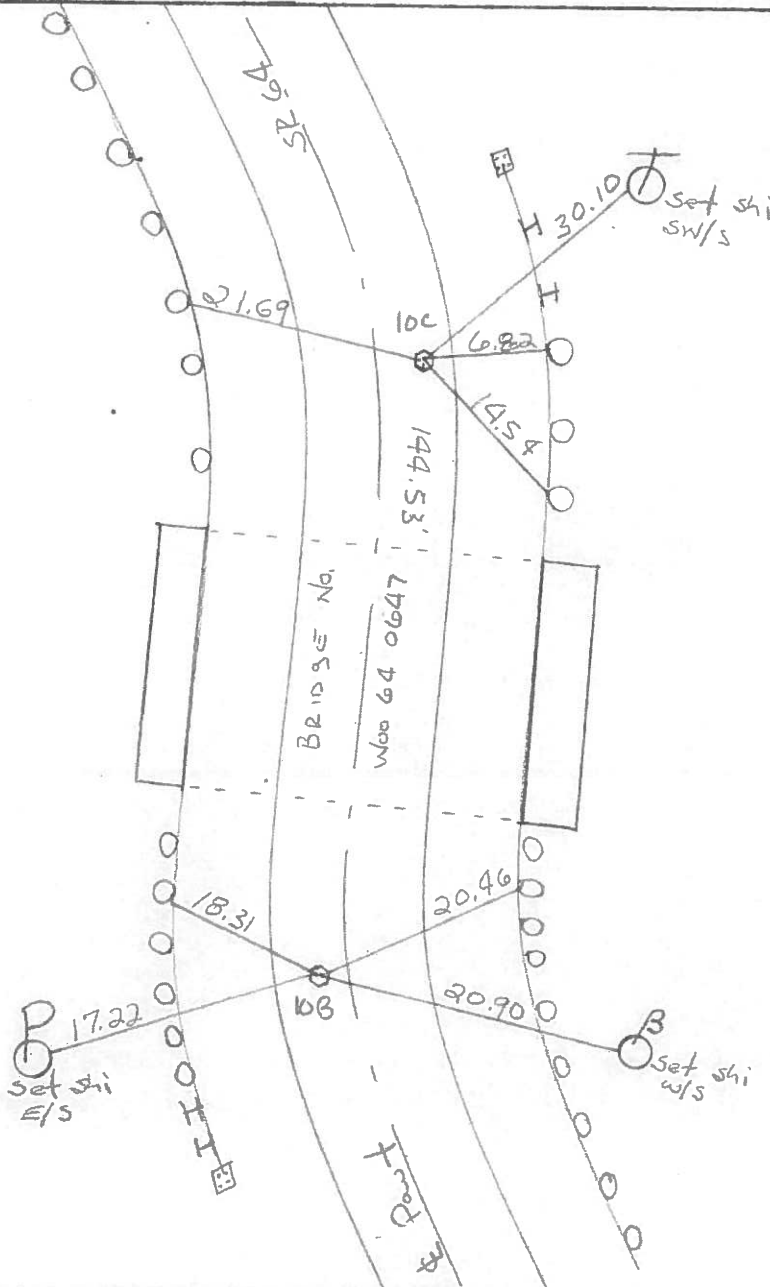 SR 64
30.10
T
Set shi
SW/S
21.69
10C
6.82
14.54
144.53'
BRIDGE No.
Woo 64 0647
18.31
20.46
10B
P
17.22
20.90
B
Set shi
E/S
Set shi
W/S
℄ Pavt